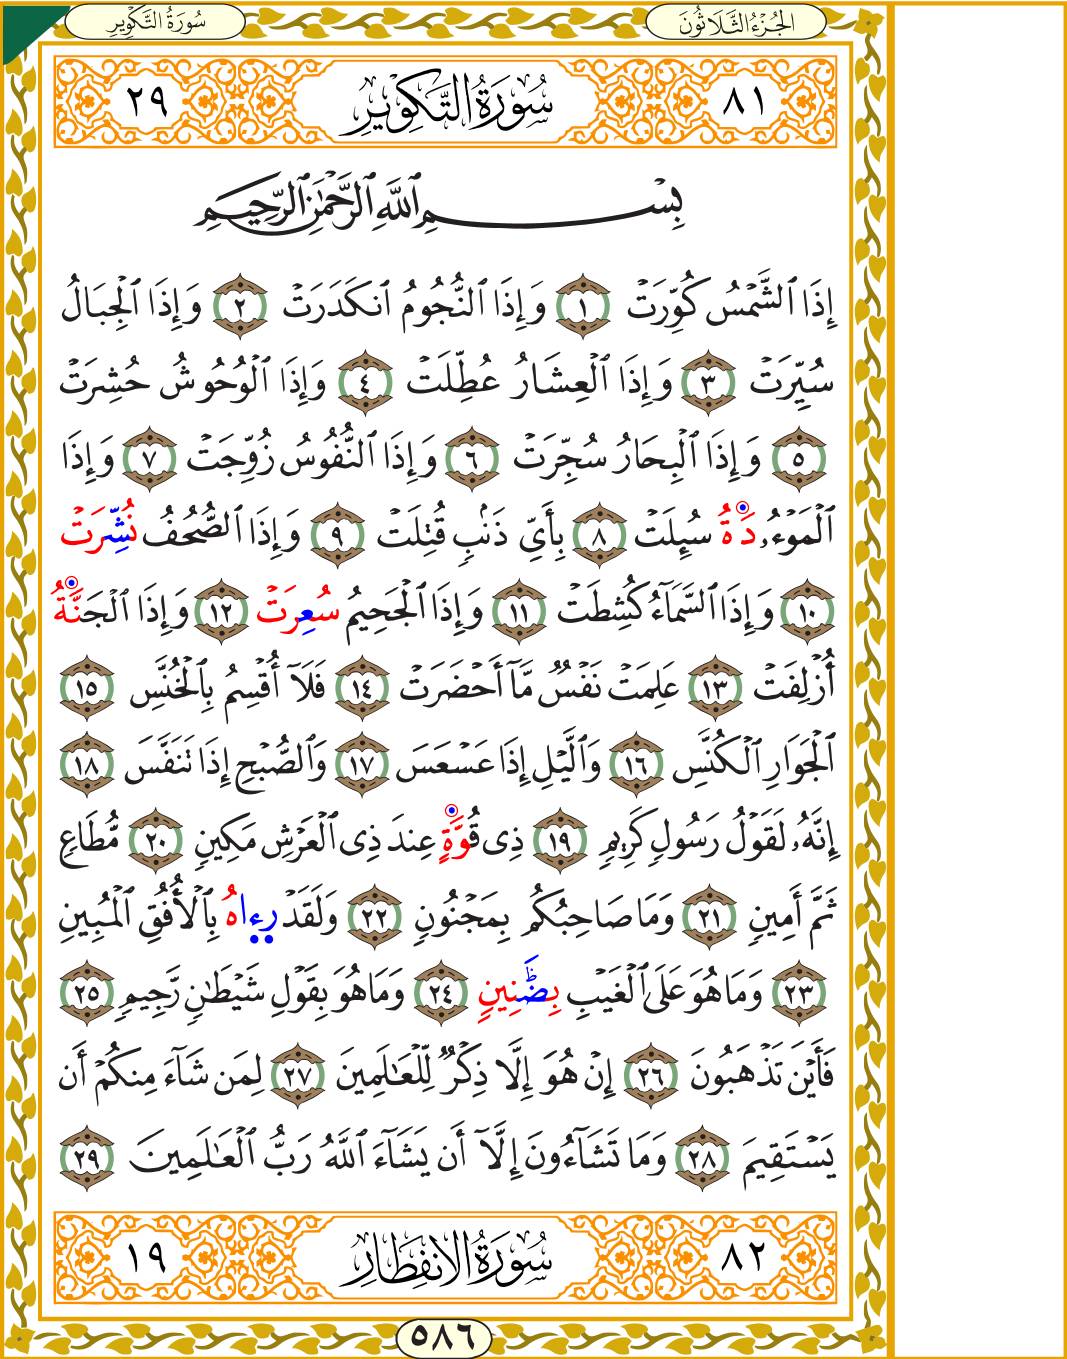 الجُزْءُ الثَّلَاثُونَ سُورَةُ التَّكْوِيرِ
٨١ سُورَةُ التَّكْوِيرِ ٢٩
بِسْمِ ٱللَّهِ ٱلرَّحْمَٰنِ ٱلرَّحِيمِ
إِذَا ٱلشَّمْسُ كُوِّرَتْ ١ وَإِذَا ٱلنُّجُومُ ٱنكَدَرَتْ ٢ وَإِذَا ٱلْجِبَالُ
سُيِّرَتْ ٣ وَإِذَا ٱلْعِشَارُ عُطِّلَتْ ٤ وَإِذَا ٱلْوُحُوشُ حُشِرَتْ
٥ وَإِذَا ٱلْبِحَارُ سُجِّرَتْ ٦ وَإِذَا ٱلنُّفُوسُ زُوِّجَتْ ٧ وَإِذَا
ٱلْمَوْءُۥدَةُ سُئِلَتْ ٨ بِأَىِّ ذَنۢبٍ قُتِلَتْ ٩ وَإِذَا ٱلصُّحُفُ نُشِّرَتْ
١٠ وَإِذَا ٱلسَّمَآءُ كُشِطَتْ ١١ وَإِذَا ٱلْجَحِيمُ سُعِرَتْ ١٢ وَإِذَا ٱلْجَنَّةُ
أُزْلِفَتْ ١٣ عَلِمَتْ نَفْسٌ مَّآ أَحْضَرَتْ ١٤ فَلَآ أُقْسِمُ بِٱلْخُنَّسِ ١٥
ٱلْجَوَارِ ٱلْكُنَّسِ ١٦ وَٱلَّيْلِ إِذَا عَسْعَسَ ١٧ وَٱلصُّبْحِ إِذَا تَنَفَّسَ ١٨
إِنَّهُۥ لَقَوْلُ رَسُولٍ كَرِيمٍ ١٩ ذِى قُوَّةٍ عِندَ ذِى ٱلْعَرْشِ مَكِينٍ ٢٠ مُّطَاعٍ
ثَمَّ أَمِينٍ ٢١ وَمَا صَاحِبُكُم بِمَجْنُونٍ ٢٢ وَلَقَدْ رِءِاهُ بِٱلْأُفُقِ ٱلْمُبِينِ
٢٣ وَمَا هُوَ عَلَى ٱلْغَيْبِ بِضَنِينٍ ٢٤ وَمَا هُوَ بِقَوْلِ شَيْطَٰنٍ رَّجِيمٍ ٢٥
فَأَيْنَ تَذْهَبُونَ ٢٦ إِنْ هُوَ إِلَّا ذِكْرٌ لِّلْعَٰلَمِينَ ٢٧ لِمَن شَآءَ مِنكُمْ أَن
يَسْتَقِيمَ ٢٨ وَمَا تَشَآءُونَ إِلَّآ أَن يَشَآءَ ٱللَّهُ رَبُّ ٱلْعَٰلَمِينَ ٢٩
٨٢ سُورَةُ الانفِطَارِ ١٩
٥٨٦